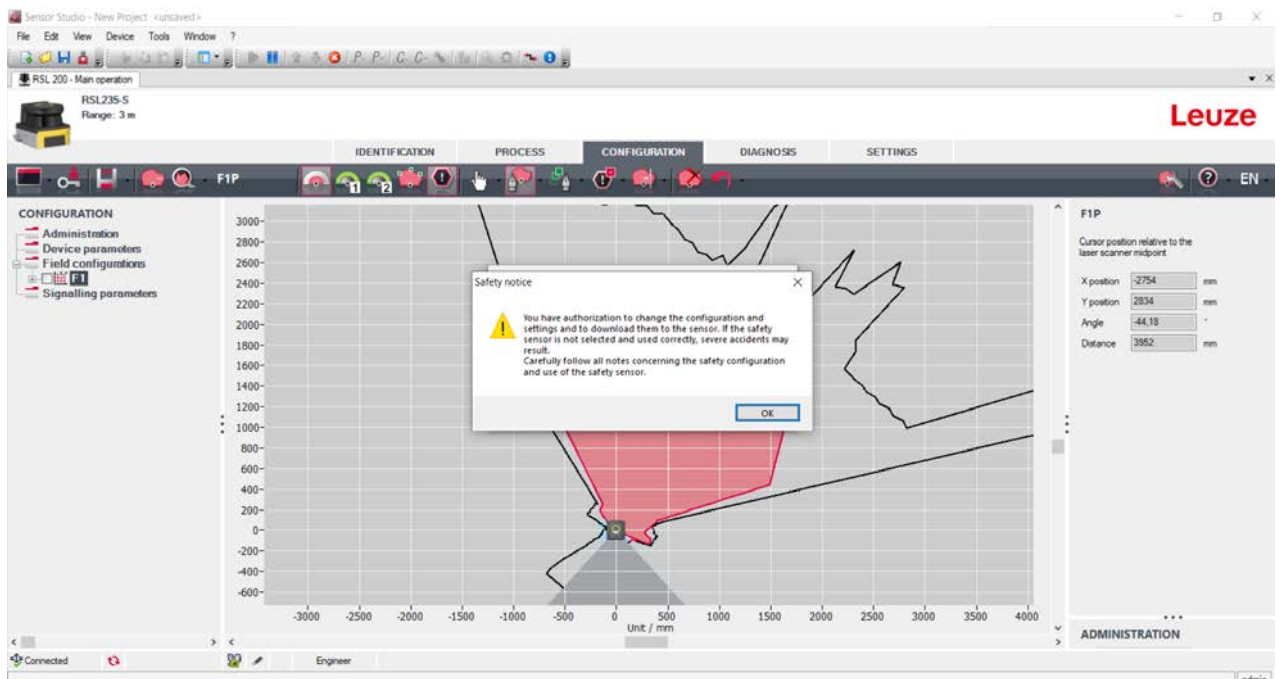 Sensor Studio - New Project <unsaved>
File Edit View Device Tools Window ?
P P- C C-
RSL 200 - Main operation
RSL235-S
Range: 3 m
Leuze
IDENTIFICATION PROCESS CONFIGURATION DIAGNOSIS SETTINGS
F1P
1 2
EN
CONFIGURATION
Administration
Device parameters
Field configurations
F1
Signalling parameters
3000
2800
2600
2400
2200
2000
1800
1600
1400
1200
1000
800
600
400
200
0
-200
-400
-600
-3000 -2500 -2000 -1500 -1000 -500 0 500 1000 1500 2000 2500 3000 3500 4000
Unit / mm
Safety notice
You have authorization to change the configuration and
settings and to download them to the sensor. If the safety
sensor is not selected and used correctly, severe accidents may
result.
Carefully follow all notes concerning the safety configuration
and use of the safety sensor.
OK
F1P
Cursor position relative to the
laser scanner midpoint
X position -2754 mm
Y position 2834 mm
Angle -44,18 °
Distance 3952 mm
ADMINISTRATION
Connected
Engineer
admin